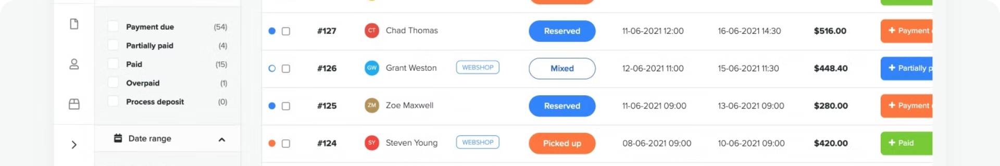 Payment due (54)
Partially paid (4)
Paid (15)
Overpaid (1)
Process deposit (0)
Date range
#127 CT Chad Thomas Reserved 11-06-2021 12:00 16-06-2021 14:30 $516.00 + Payment
#126 GW Grant Weston WEBSHOP Mixed 12-06-2021 11:00 15-06-2021 11:30 $448.40 + Partially p
#125 ZM Zoe Maxwell Reserved 11-06-2021 09:00 13-06-2021 09:00 $280.00 + Payment
#124 SY Steven Young WEBSHOP Picked up 08-06-2021 09:00 10-06-2021 09:00 $420.00 + Paid